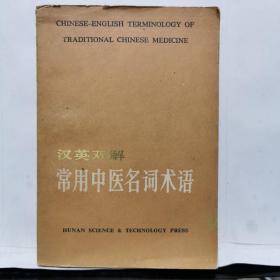 CHINESE-ENGLISH TERMINOLOGY OF
TRADITIONAL CHINESE MEDICINE
汉英双解
常用中医名词术语
HUNAN SCIENCE & TECHNOLOGY PRESS